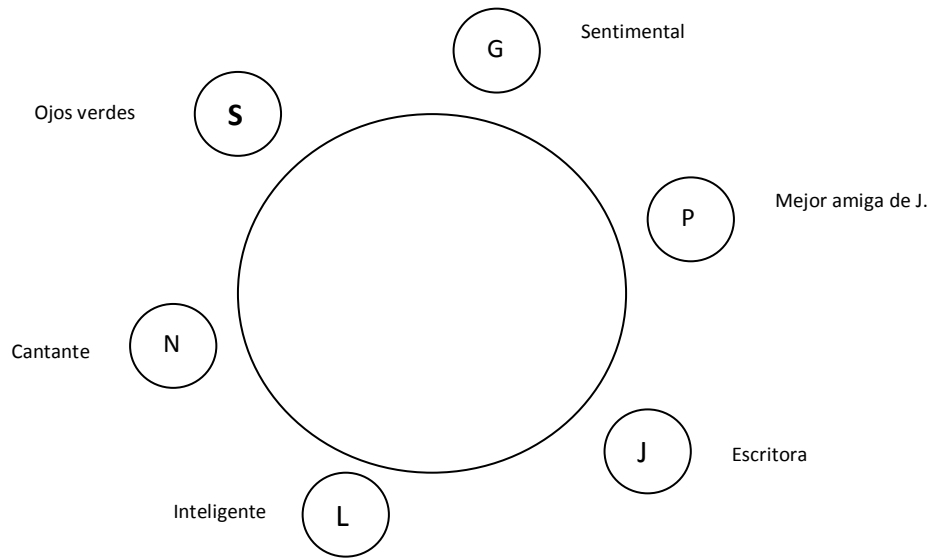 G
Sentimental
Ojos verdes
S
P
Mejor amiga de J.
Cantante
N
J
Escritora
Inteligente
L